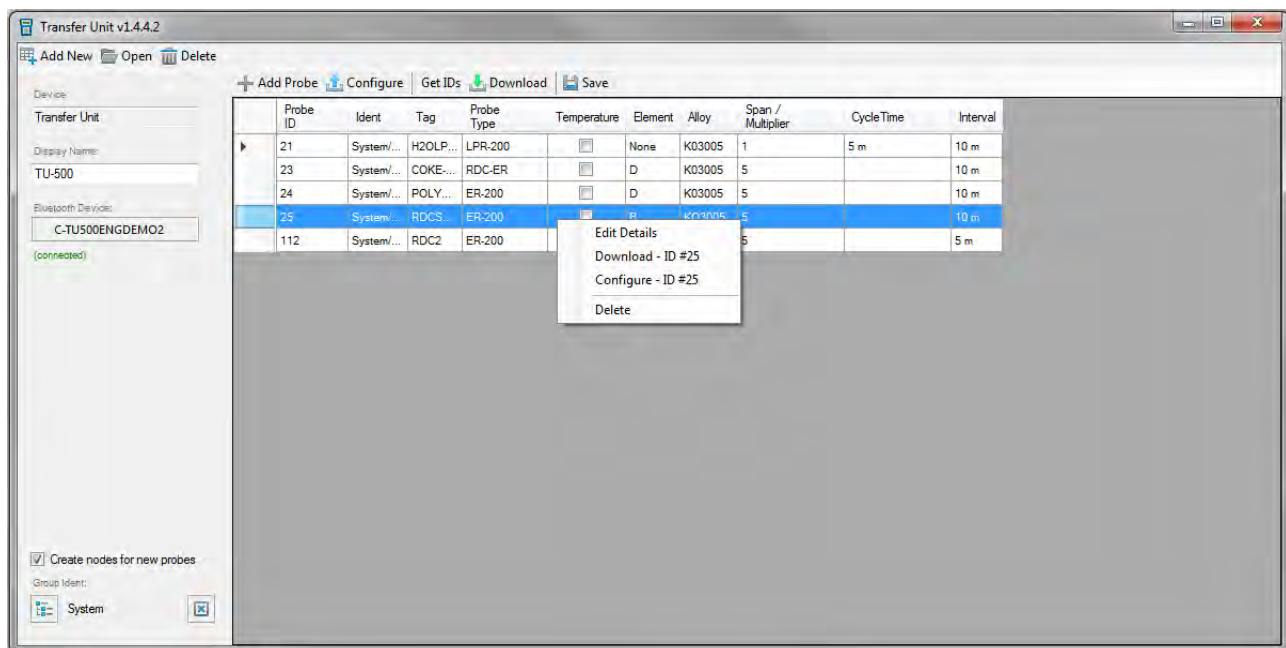 Transfer Unit v1.4.4.2
Add New Open Delete
Add Probe Configure Get IDs Download Save
Device:
Transfer Unit
Display Name:
TU-500
Bluetooth Device:
C-TU500ENGDEMO2
(connected)
Probe ID Ident Tag Probe Type Temperature Element Alloy Span / Multiplier Cycle Time Interval
21 System/... H2OLP... LPR-200 None K03005 1 5 m 10 m
23 System/... COKE-... RDC-ER D K03005 5 10 m
24 System/... POLY... ER-200 D K03005 5 10 m
25 System/... RDCS... ER-200 K03005 5 10 m
112 System/... RDC2 ER-200 5 5 m
Edit Details
Download - ID #25
Configure - ID #25
Delete
Create nodes for new probes
Group Ident:
System